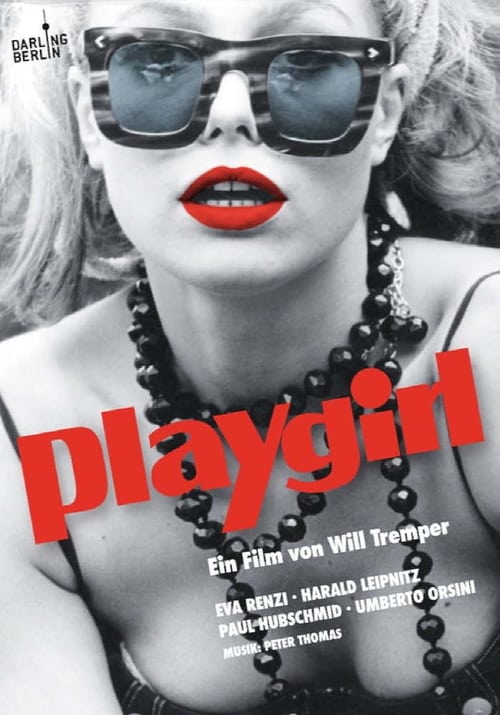 DARLING
BERLIN
playgirl
Ein Film von Will Tremper
EVA RENZI · HARALD LEIPNITZ
PAUL HUBSCHMID · UMBERTO ORSINI
MUSIK: PETER THOMAS